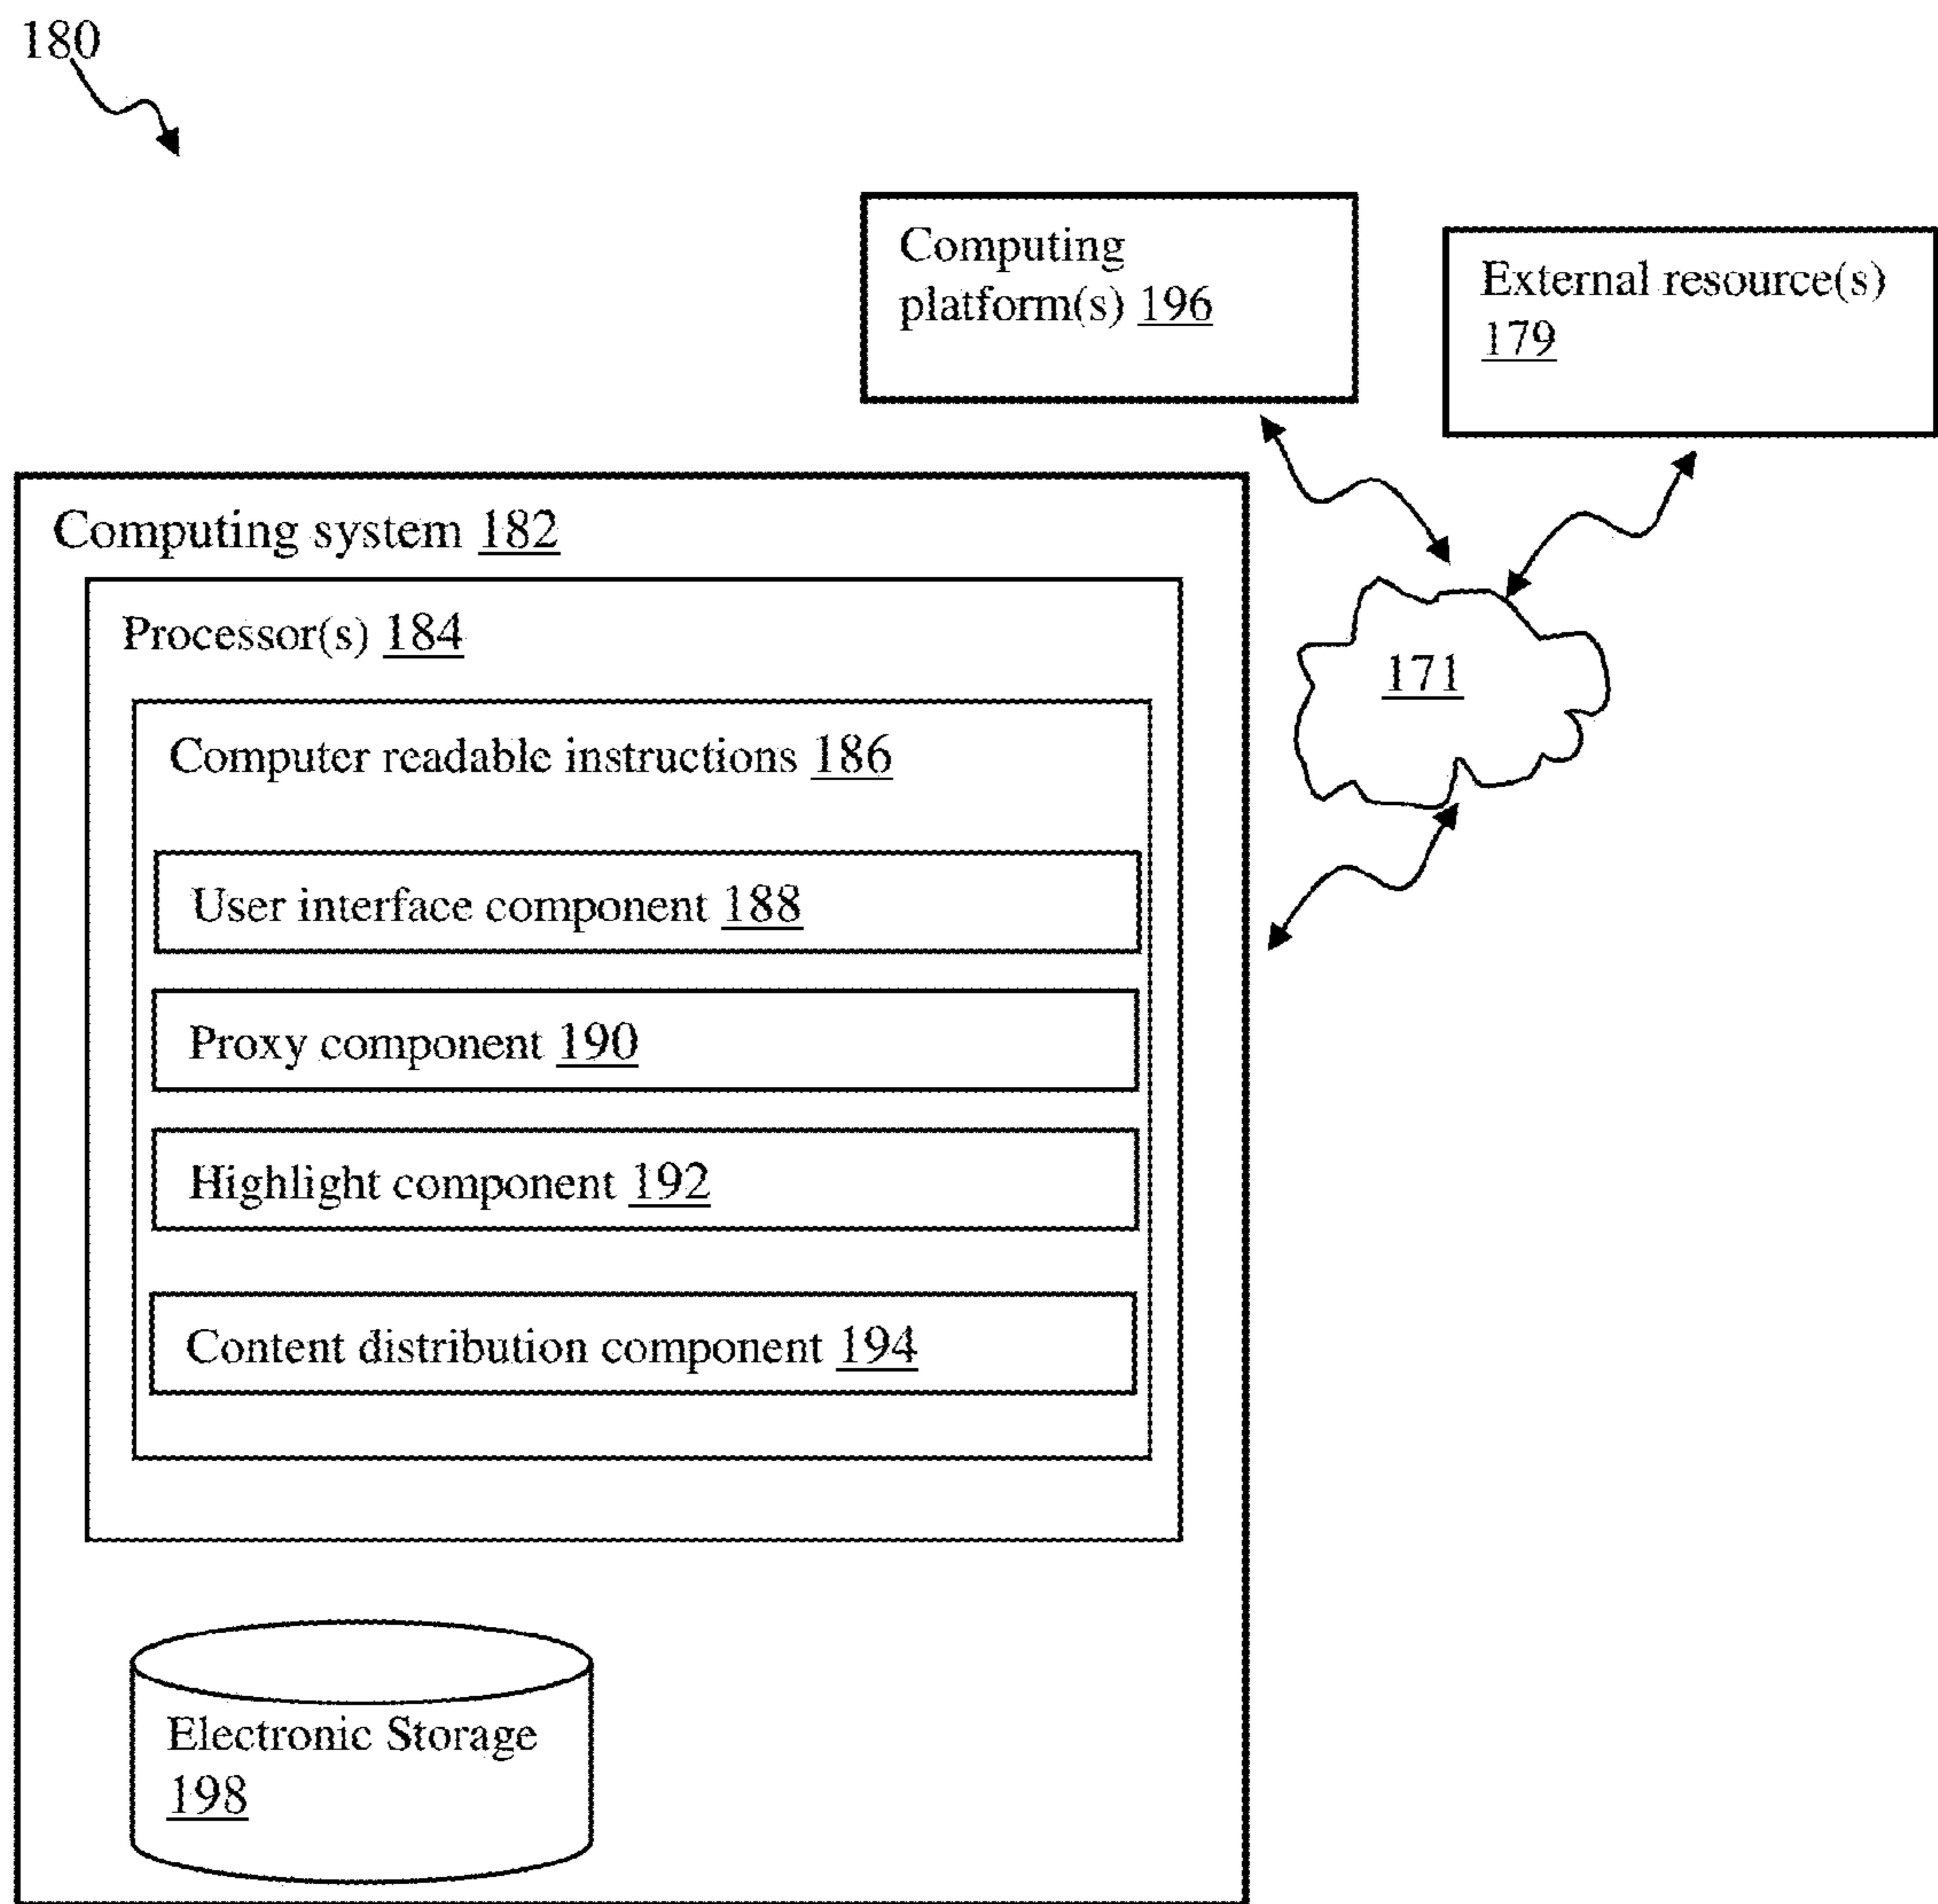 180
Computing
platform(s) 196
External resource(s)
179
Computing system 182
Processor(s) 184
171
Computer readable instructions 186
User interface component 188
Proxy component 190
Highlight component 192
Content distribution component 194
Electronic Storage
198